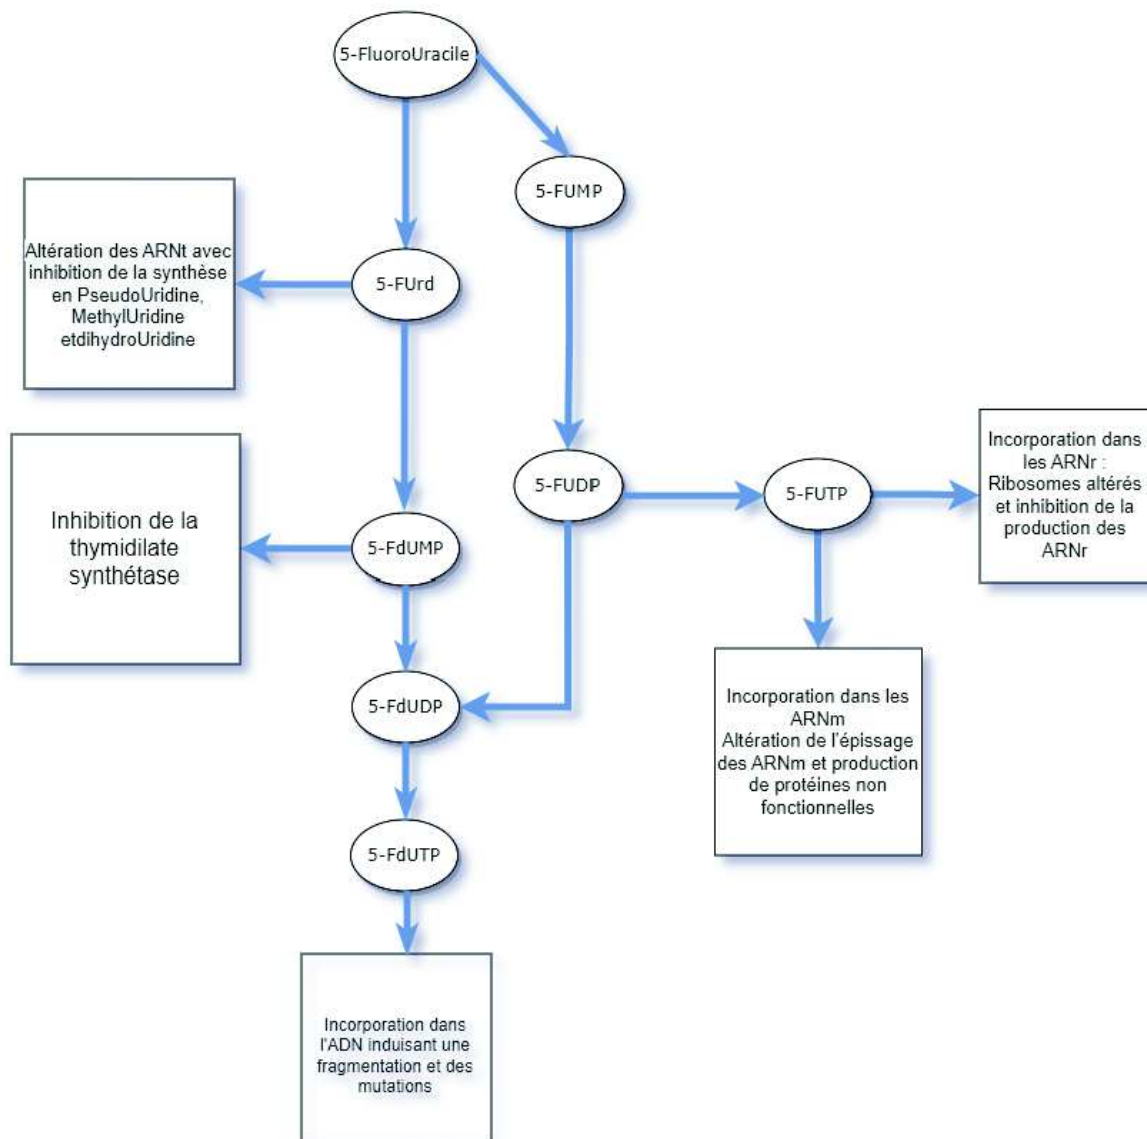 5-FluoroUracile
5-FUMP
Altération des ARNt avec
inhibition de la synthèse
en PseudoUridine,
MethylUridine
etdihydroUridine
5-FUrd
Incorporation dans
les ARNr :
Ribosomes altérés
et inhibition de la
production des
ARNr
5-FUDP
5-FUTP
Inhibition de la
thymidilate
synthétase
5-FdUMP
5-FdUDP
Incorporation dans les
ARNm
Altération de l'épissage
des ARNm et production
de protéines non
fonctionnelles
5-FdUTP
Incorporation dans
l'ADN induisant une
fragmentation et des
mutations